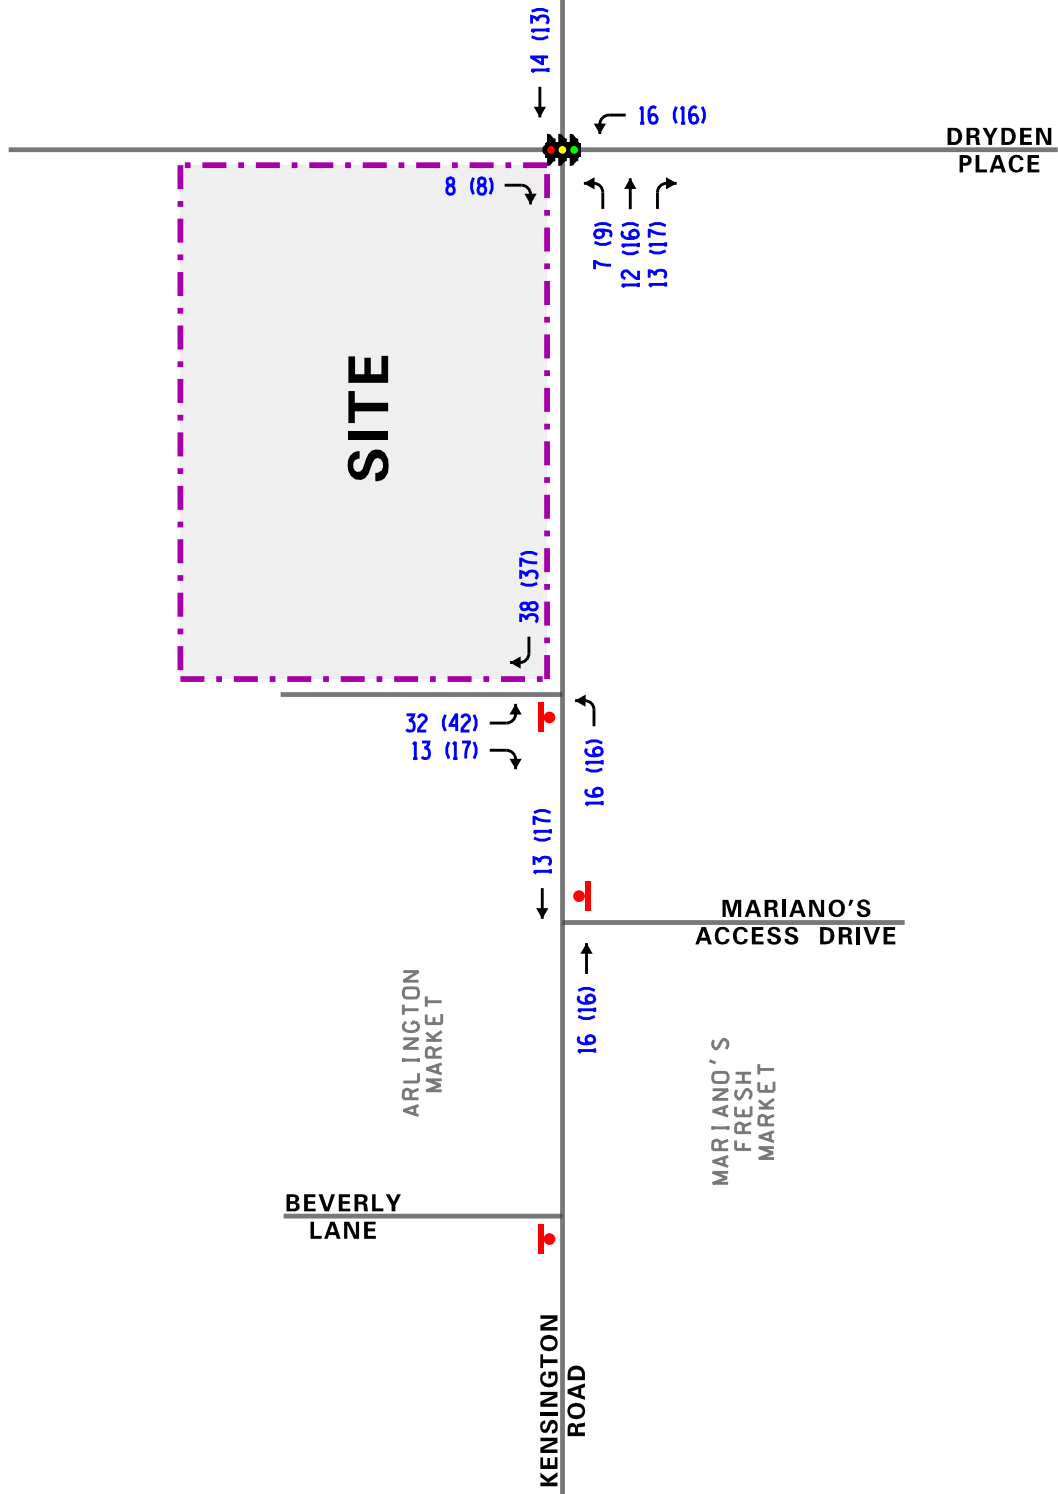 14 (13)
16 (16)
DRYDEN
PLACE
8 (8)
7 (9)
12 (16)
13 (17)
SITE
38 (37)
32 (42)
13 (17)
16 (16)
13 (17)
MARIANO'S
ACCESS DRIVE
16 (16)
ARLINGTON
MARKET
MARIANO'S
FRESH
MARKET
BEVERLY
LANE
KENSINGTON
ROAD